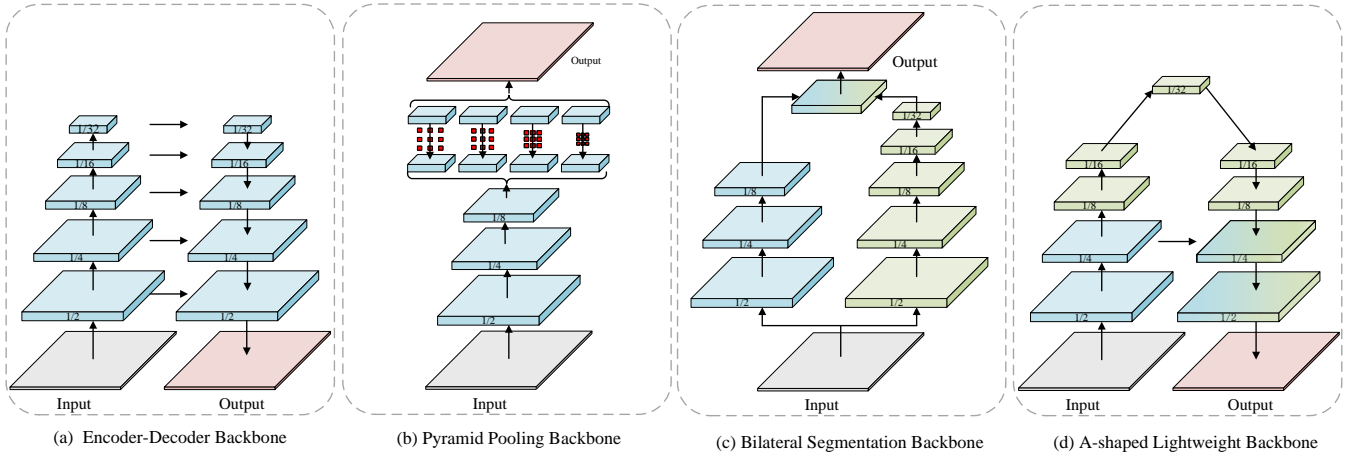 1/32
1/32
1/16
1/16
1/8
1/8
1/4
1/4
1/2
1/2
Input
Output
(a) Encoder-Decoder Backbone
Output
1/8
1/4
1/2
Input
(b) Pyramid Pooling Backbone
Output
1/32
1/16
1/8
1/8
1/4
1/4
1/2
1/2
Input
(c) Bilateral Segmentation Backbone
1/32
1/16
1/16
1/8
1/8
1/4
1/4
1/2
1/2
Input
Output
(d) A-shaped Lightweight Backbone